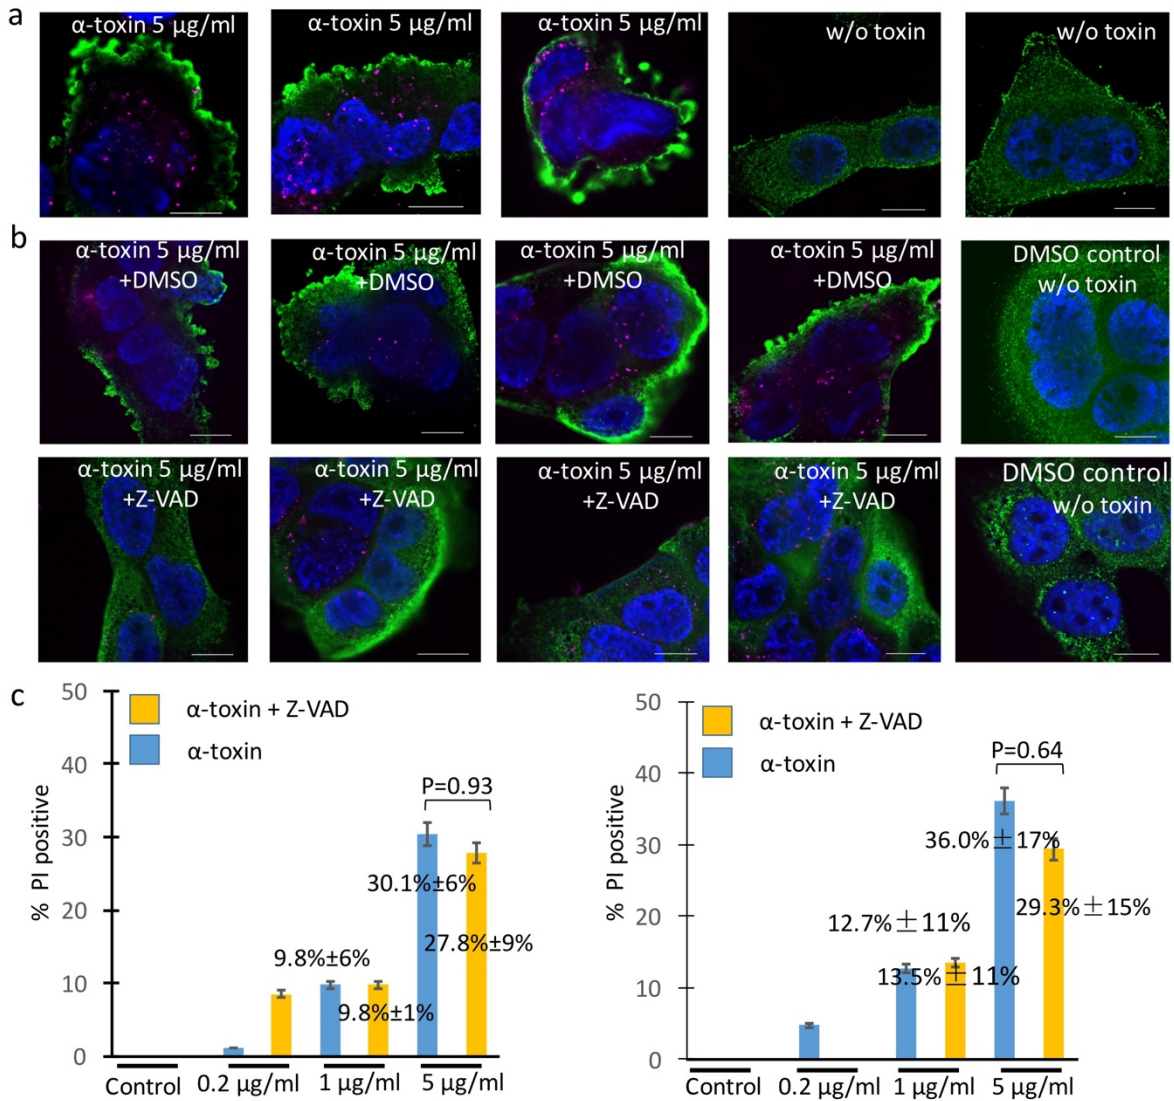 a
α-toxin 5 μg/ml
α-toxin 5 μg/ml
α-toxin 5 μg/ml
w/o toxin
w/o toxin
b
α-toxin 5 μg/ml
+DMSO
α-toxin 5 μg/ml
+DMSO
α-toxin 5 μg/ml
+DMSO
α-toxin 5 μg/ml
+DMSO
DMSO control
w/o toxin
α-toxin 5 μg/ml
+Z-VAD
α-toxin 5 μg/ml
+Z-VAD
α-toxin 5 μg/ml
+Z-VAD
α-toxin 5 μg/ml
+Z-VAD
DMSO control
w/o toxin
c
% PI positive
50
40
30
20
10
0
α-toxin + Z-VAD
α-toxin
P=0.93
30.1%±6%
27.8%±9%
9.8%±6%
9.8%±1%
Control
0.2 μg/ml
1 μg/ml
5 μg/ml
% PI positive
50
40
30
20
10
0
α-toxin + Z-VAD
α-toxin
P=0.64
36.0% ± 17%
29.3% ± 15%
12.7% ± 11%
13.5% ± 11%
Control
0.2 μg/ml
1 μg/ml
5 μg/ml